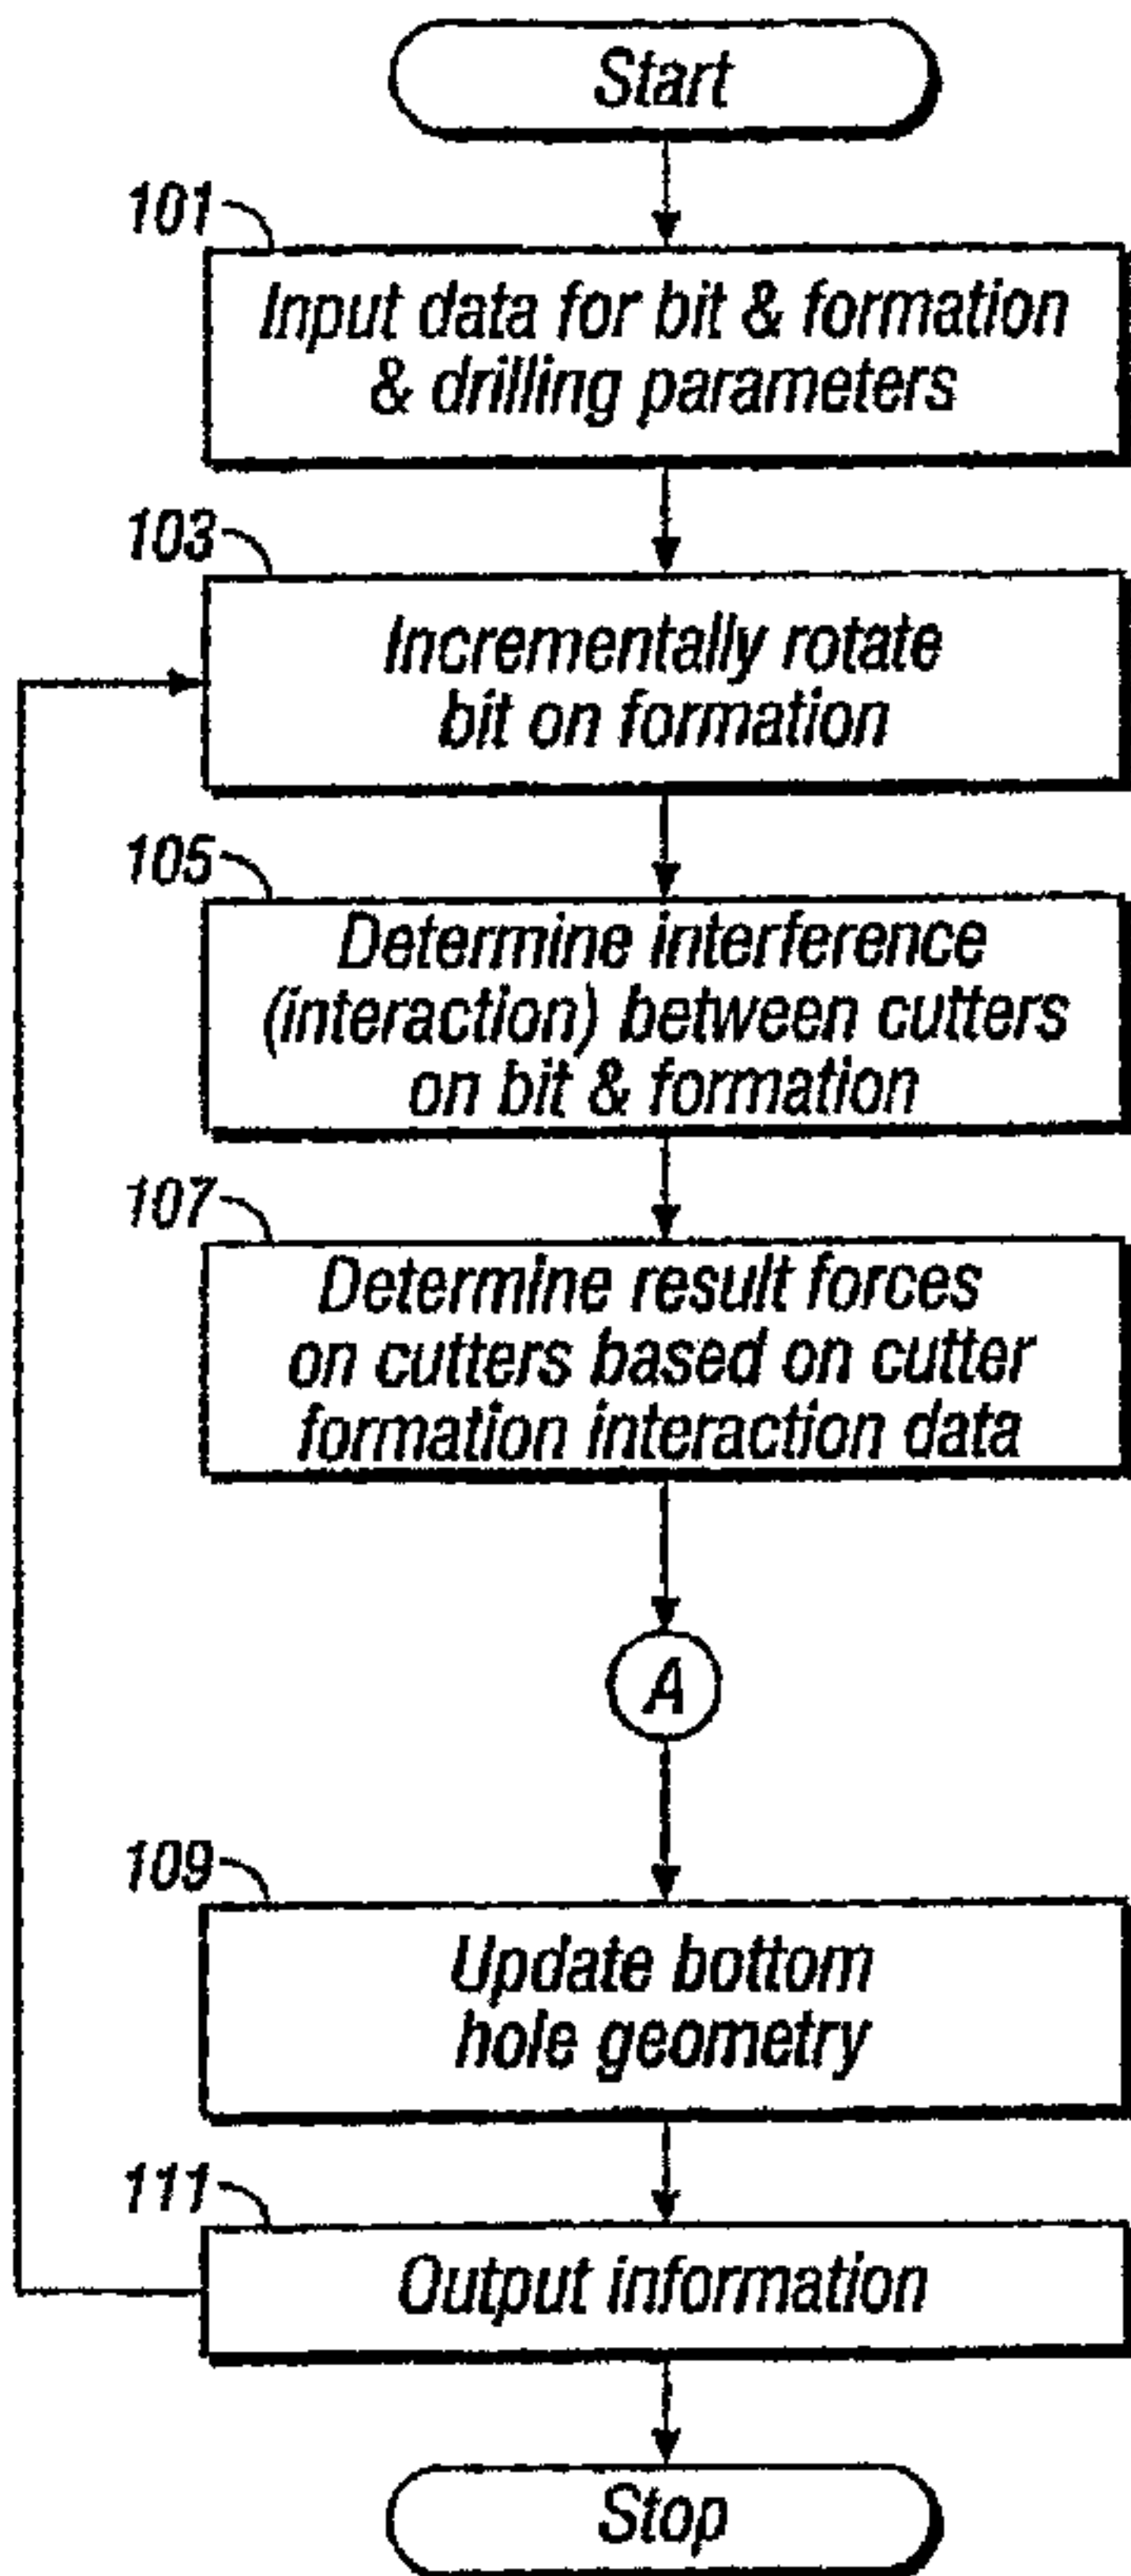 Start
101
Input data for bit & formation
& drilling parameters
103
Incrementally rotate
bit on formation
105
Determine interference
(interaction) between cutters
on bit & formation
107
Determine result forces
on cutters based on cutter
formation interaction data
A
109
Update bottom
hole geometry
111
Output information
Stop